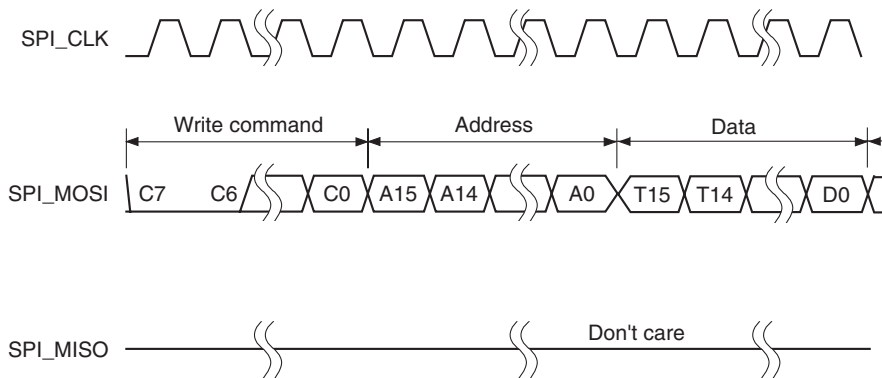 SPI_CLK
Write command Address Data
SPI_MOSI C7 C6 C0 A15 A14 A0 T15 T14 D0
Don't care
SPI_MISO